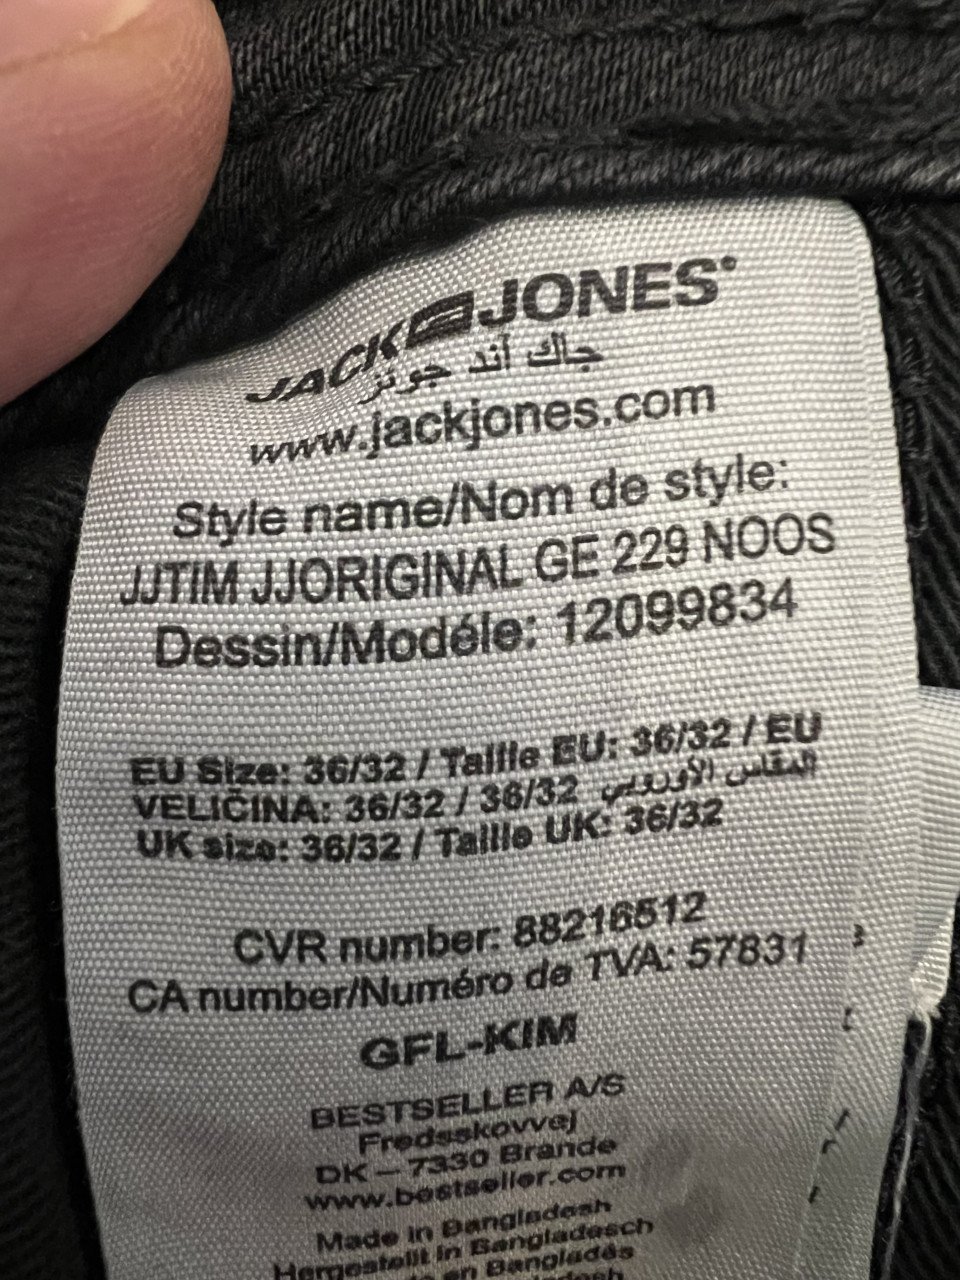 JACK JONES
جاك أند جونز
www.jackjones.com
Style name/Nom de style:
JJTIM JJORIGINAL GE 229 NOOS
Dessin/Modéle: 12099834
EU Size: 36/32 / Taille EU: 36/32 / EU
VELIČINA: 36/32 / 36/32 المقاس الأوروبي
UK size: 36/32 / Taille UK: 36/32
CVR number: 88216512
CA number/Numéro de TVA: 57831
GFL-KIM
BESTSELLER A/S
Fredsskovvej
DK – 7330 Brande
www.bestseller.com
Made in Bangladesh
Hergestellt in Bangladesch
en Bangladés